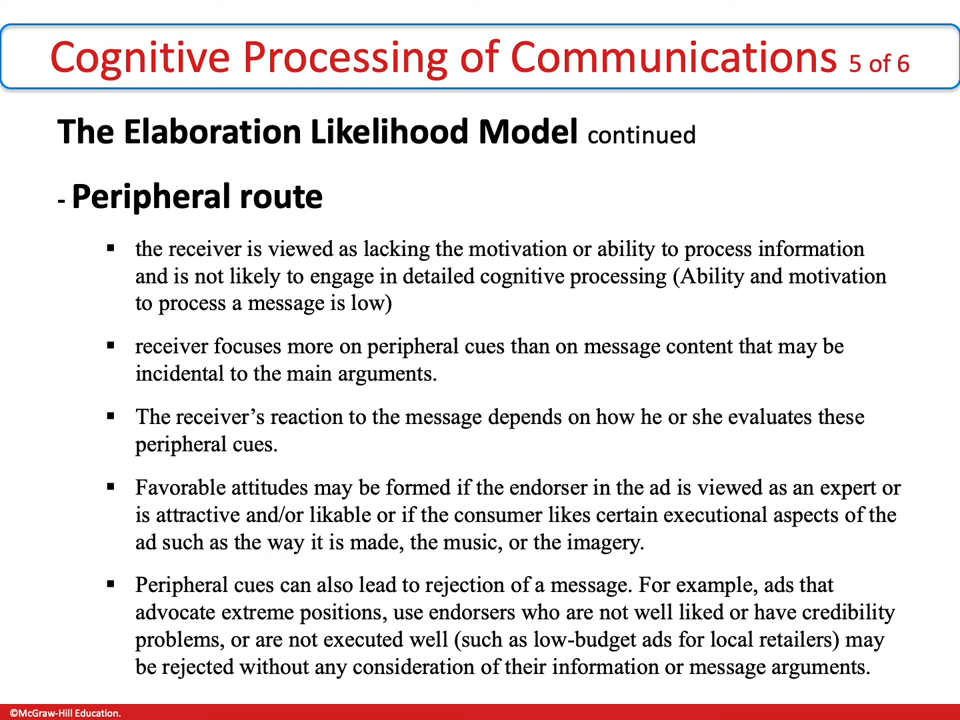 Cognitive Processing of Communications 5 of 6
The Elaboration Likelihood Model continued
- Peripheral route
▪ the receiver is viewed as lacking the motivation or ability to process information
and is not likely to engage in detailed cognitive processing (Ability and motivation
to process a message is low)
▪ receiver focuses more on peripheral cues than on message content that may be
incidental to the main arguments.
▪ The receiver’s reaction to the message depends on how he or she evaluates these
peripheral cues.
▪ Favorable attitudes may be formed if the endorser in the ad is viewed as an expert or
is attractive and/or likable or if the consumer likes certain executional aspects of the
ad such as the way it is made, the music, or the imagery.
▪ Peripheral cues can also lead to rejection of a message. For example, ads that
advocate extreme positions, use endorsers who are not well liked or have credibility
problems, or are not executed well (such as low-budget ads for local retailers) may
be rejected without any consideration of their information or message arguments.
©McGraw-Hill Education.